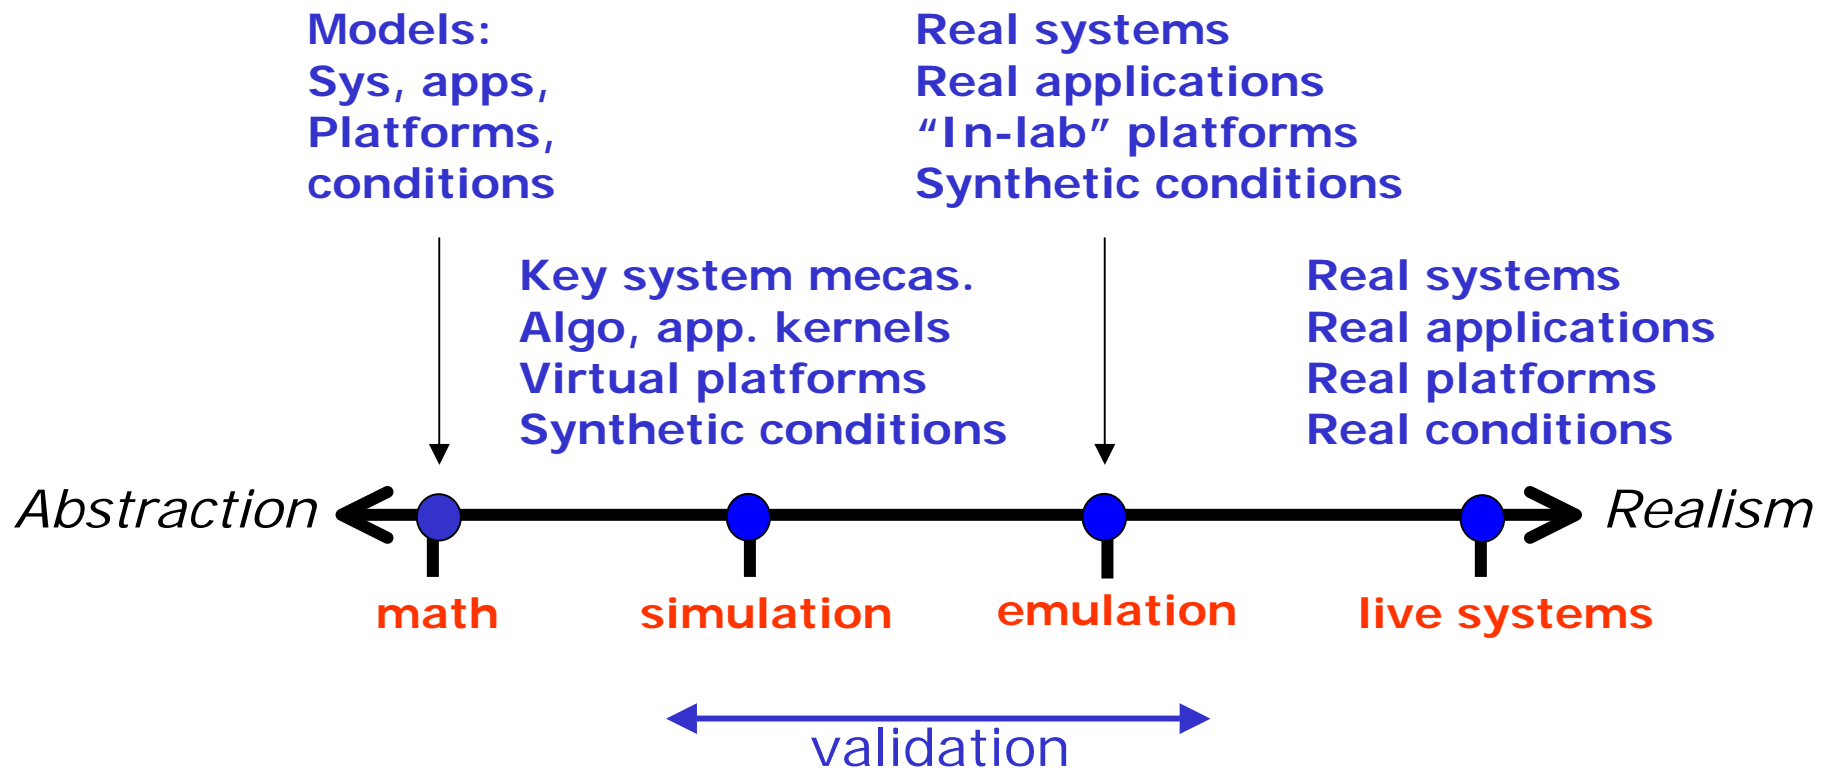 Models:
Sys, apps,
Platforms,
conditions
Real systems
Real applications
“In-lab” platforms
Synthetic conditions
Key system mecas.
Algo, app. kernels
Virtual platforms
Synthetic conditions
Real systems
Real applications
Real platforms
Real conditions
Abstraction
Realism
math
simulation
emulation
live systems
validation